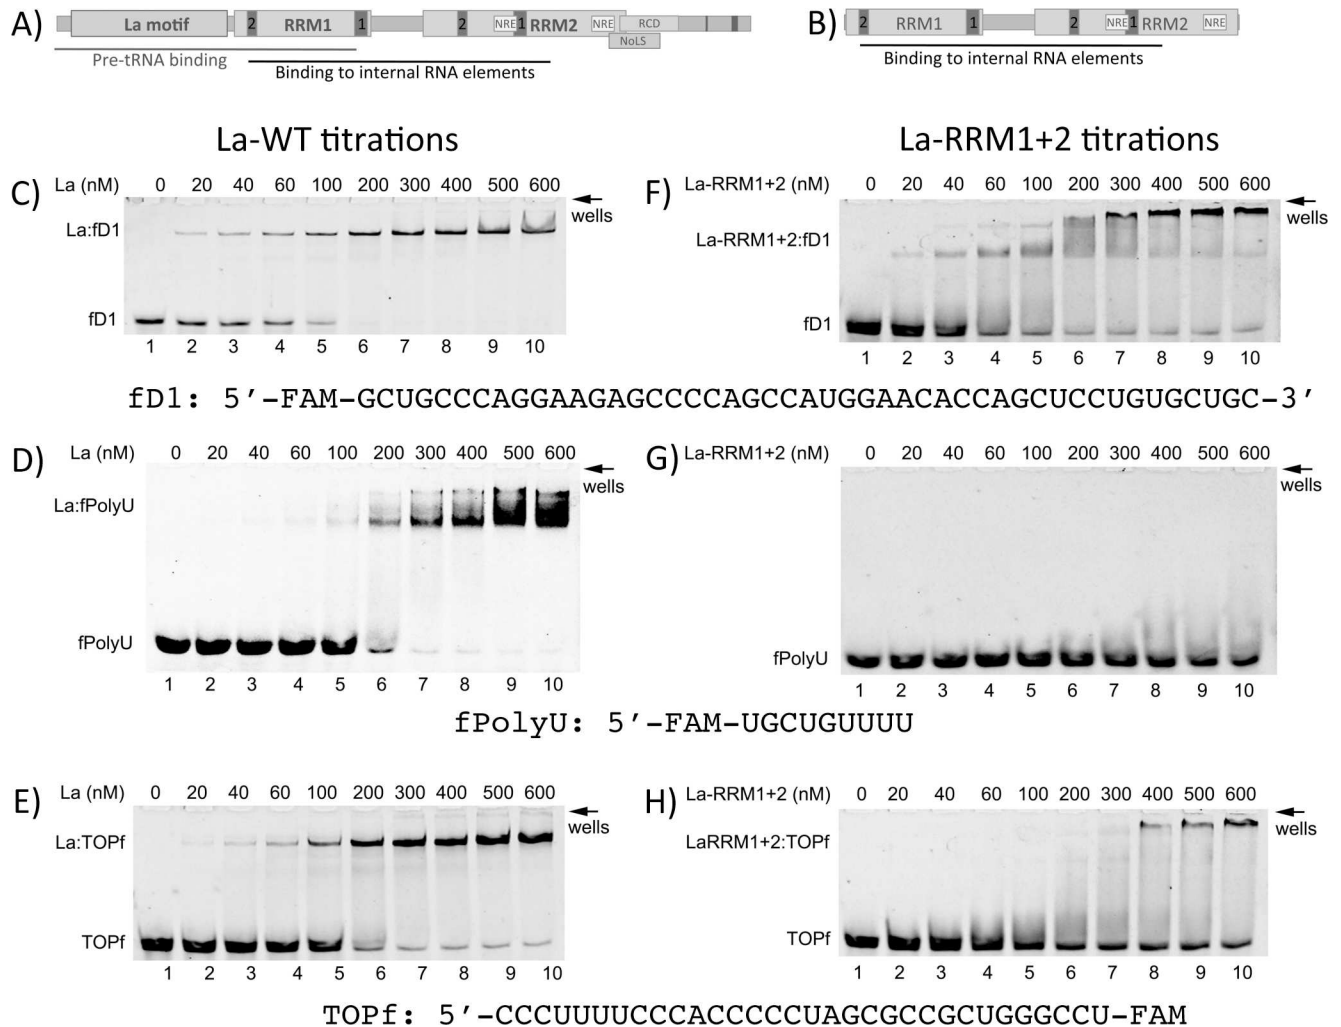 A) La motif 2 RRM1 1 2 NRE 1 RRM2 NRE RCD
NoLS
Pre-tRNA binding
Binding to internal RNA elements
B) 2 RRM1 1 2 NRE 1 RRM2 NRE
Binding to internal RNA elements
La-WT titrations
La-RRM1+2 titrations
C) La (nM) 0 20 40 60 100 200 300 400 500 600
wells
La:fD1
fD1
1 2 3 4 5 6 7 8 9 10
F) La-RRM1+2 (nM) 0 20 40 60 100 200 300 400 500 600
wells
La-RRM1+2:fD1
fD1
1 2 3 4 5 6 7 8 9 10
fD1: 5′-FAM-GCUGCCCAGGAAGAGCCCCAGCCAUGGAACACCAGCUCCUGUGCUGC-3′
D) La (nM) 0 20 40 60 100 200 300 400 500 600
wells
La:fPolyU
fPolyU
1 2 3 4 5 6 7 8 9 10
G) La-RRM1+2 (nM) 0 20 40 60 100 200 300 400 500 600
wells
fPolyU
1 2 3 4 5 6 7 8 9 10
fPolyU: 5′-FAM-UGCUGUUUU
E) La (nM) 0 20 40 60 100 200 300 400 500 600
wells
La:TOPf
TOPf
1 2 3 4 5 6 7 8 9 10
H) La-RRM1+2 (nM) 0 20 40 60 100 200 300 400 500 600
wells
LaRRM1+2:TOPf
TOPf
1 2 3 4 5 6 7 8 9 10
TOPf: 5′-CCCUUUUCCCACCCCCUAGCGCCGCUGGGCCU-FAM